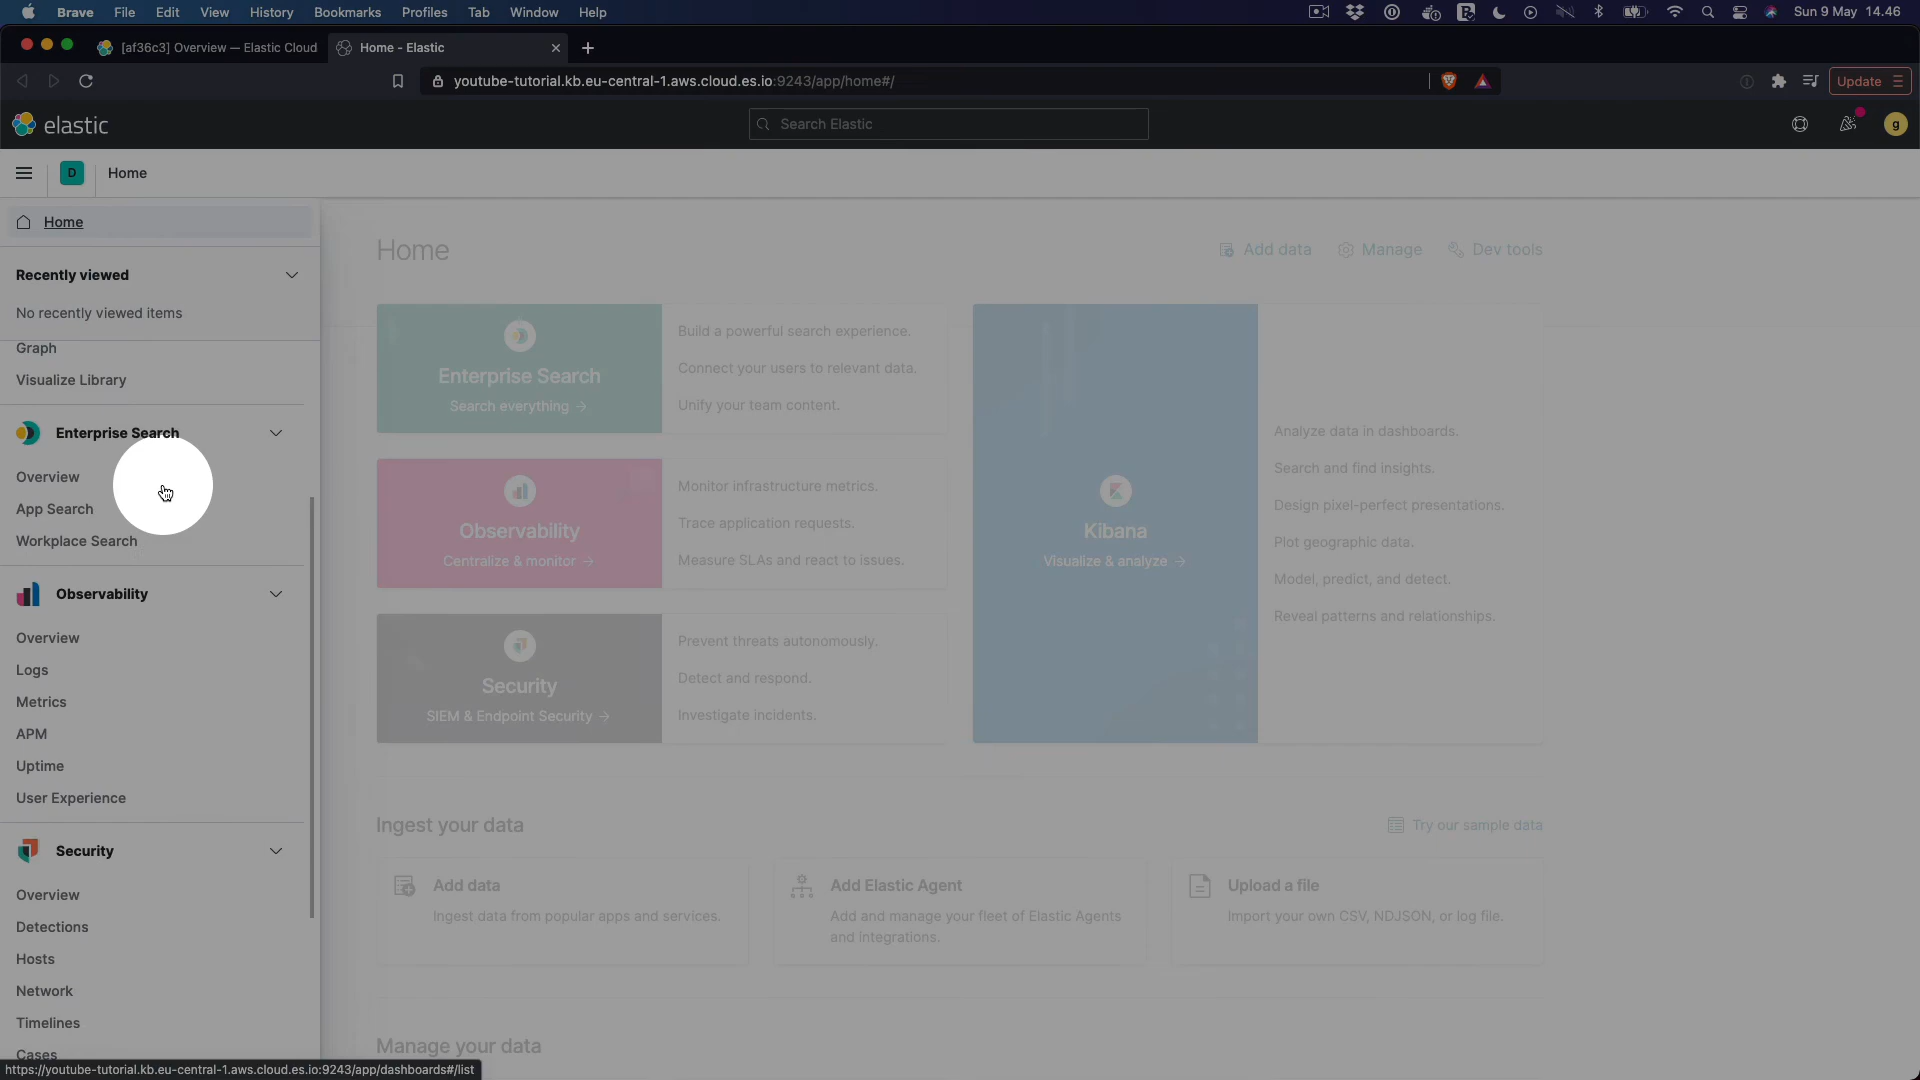 Brave File Edit View History Bookmarks Profiles Tab Window Help
Sun 9 May 14.46
[af36c3] Overview — Elastic Cloud
Home - Elastic
youtube-tutorial.kb.eu-central-1.aws.cloud.es.io:9243/app/home#/
Update
elastic
Search Elastic
g
D
Home
Home
Recently viewed
No recently viewed items
Graph
Visualize Library
Enterprise Search
Overview
App Search
Workplace Search
Observability
Overview
Logs
Metrics
APM
Uptime
User Experience
Security
Overview
Detections
Hosts
Network
Timelines
Cases
https://youtube-tutorial.kb.eu-central-1.aws.cloud.es.io:9243/app/dashboards#/list
Home
Add data
Manage
Dev tools
Enterprise Search
Search everything →
Build a powerful search experience.
Connect your users to relevant data.
Unify your team content.
Observability
Centralize & monitor →
Monitor infrastructure metrics.
Trace application requests.
Measure SLAs and react to issues.
Security
SIEM & Endpoint Security →
Prevent threats autonomously.
Detect and respond.
Investigate incidents.
Kibana
Visualize & analyze →
Analyze data in dashboards.
Search and find insights.
Design pixel-perfect presentations.
Plot geographic data.
Model, predict, and detect.
Reveal patterns and relationships.
Ingest your data
Try our sample data
Add data
Ingest data from popular apps and services.
Add Elastic Agent
Add and manage your fleet of Elastic Agents
and integrations.
Upload a file
Import your own CSV, NDJSON, or log file.
Manage your data